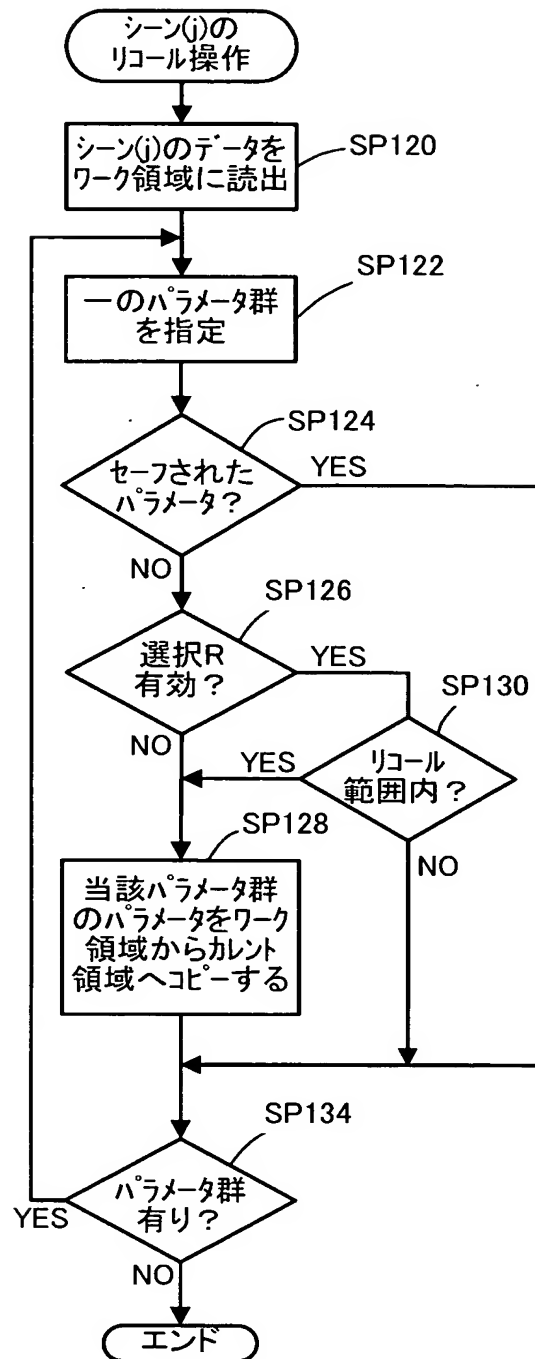 シーン(j)の
リコール操作
シーン(j)のデータを
ワーク領域に読出
SP120
SP122
一のパラメータ群
を指定
SP124
セーフされた
パラメータ？
YES
NO
SP126
選択R
有効？
YES
SP130
NO
YES
リコール
範囲内？
SP128
NO
当該パラメータ群
のパラメータをワーク
領域からカレント
領域へコピーする
SP134
パラメータ群
有り？
YES
NO
エンド